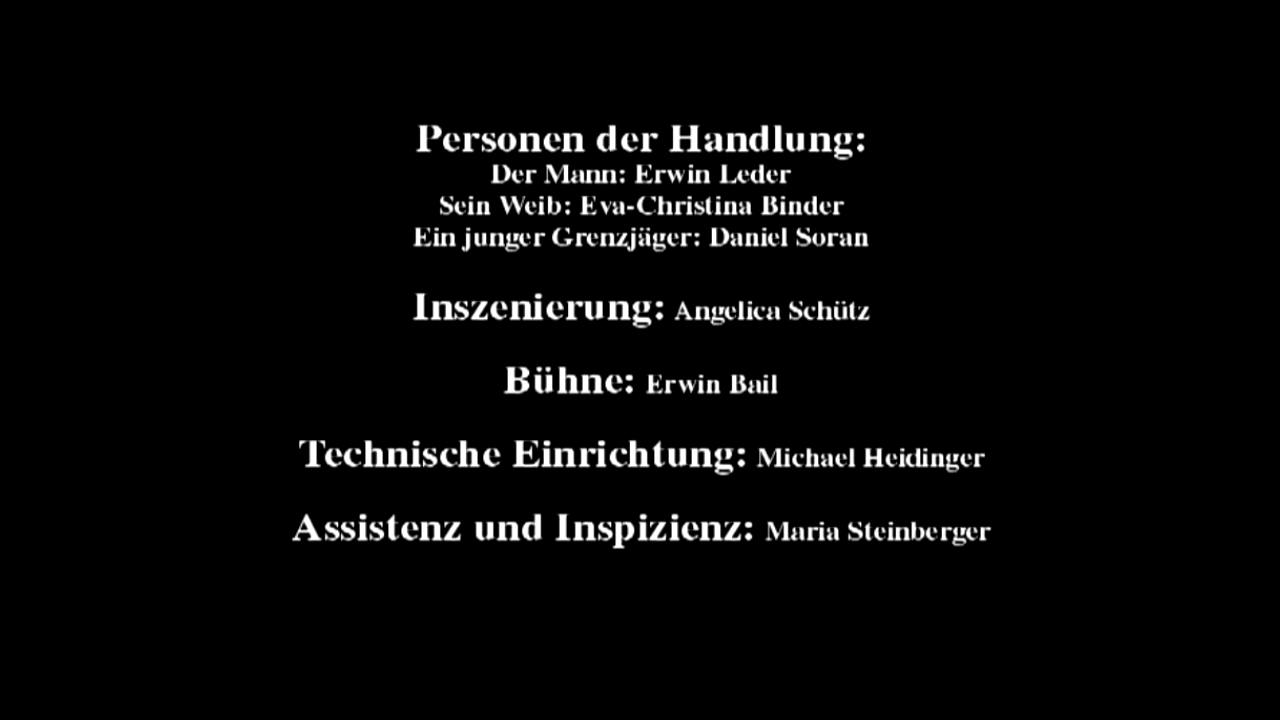 Personen der Handlung:
Der Mann: Erwin Leder
Sein Weib: Eva-Christina Binder
Ein junger Grenzjäger: Daniel Soran
Inszenierung: Angelica Schütz
Bühne: Erwin Bail
Technische Einrichtung: Michael Heidinger
Assistenz und Inspizienz: Maria Steinberger